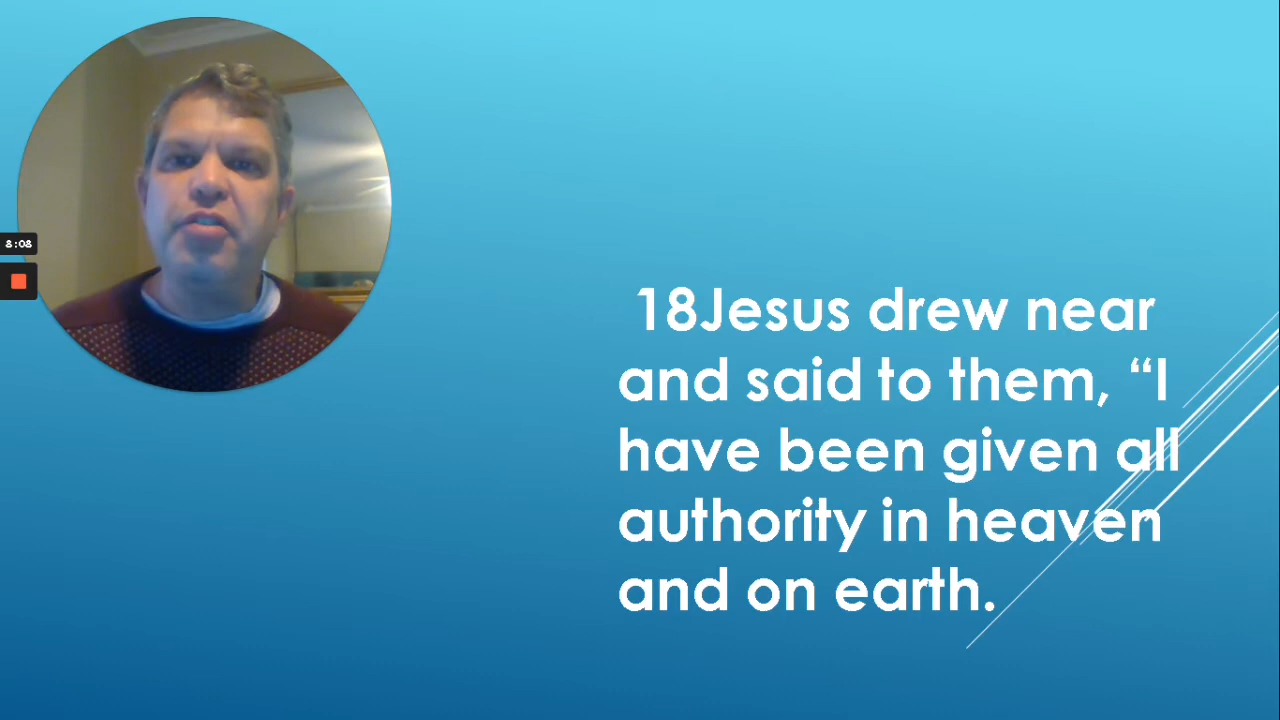 8:08
18Jesus drew near
and said to them, “I
have been given all
authority in heaven
and on earth.